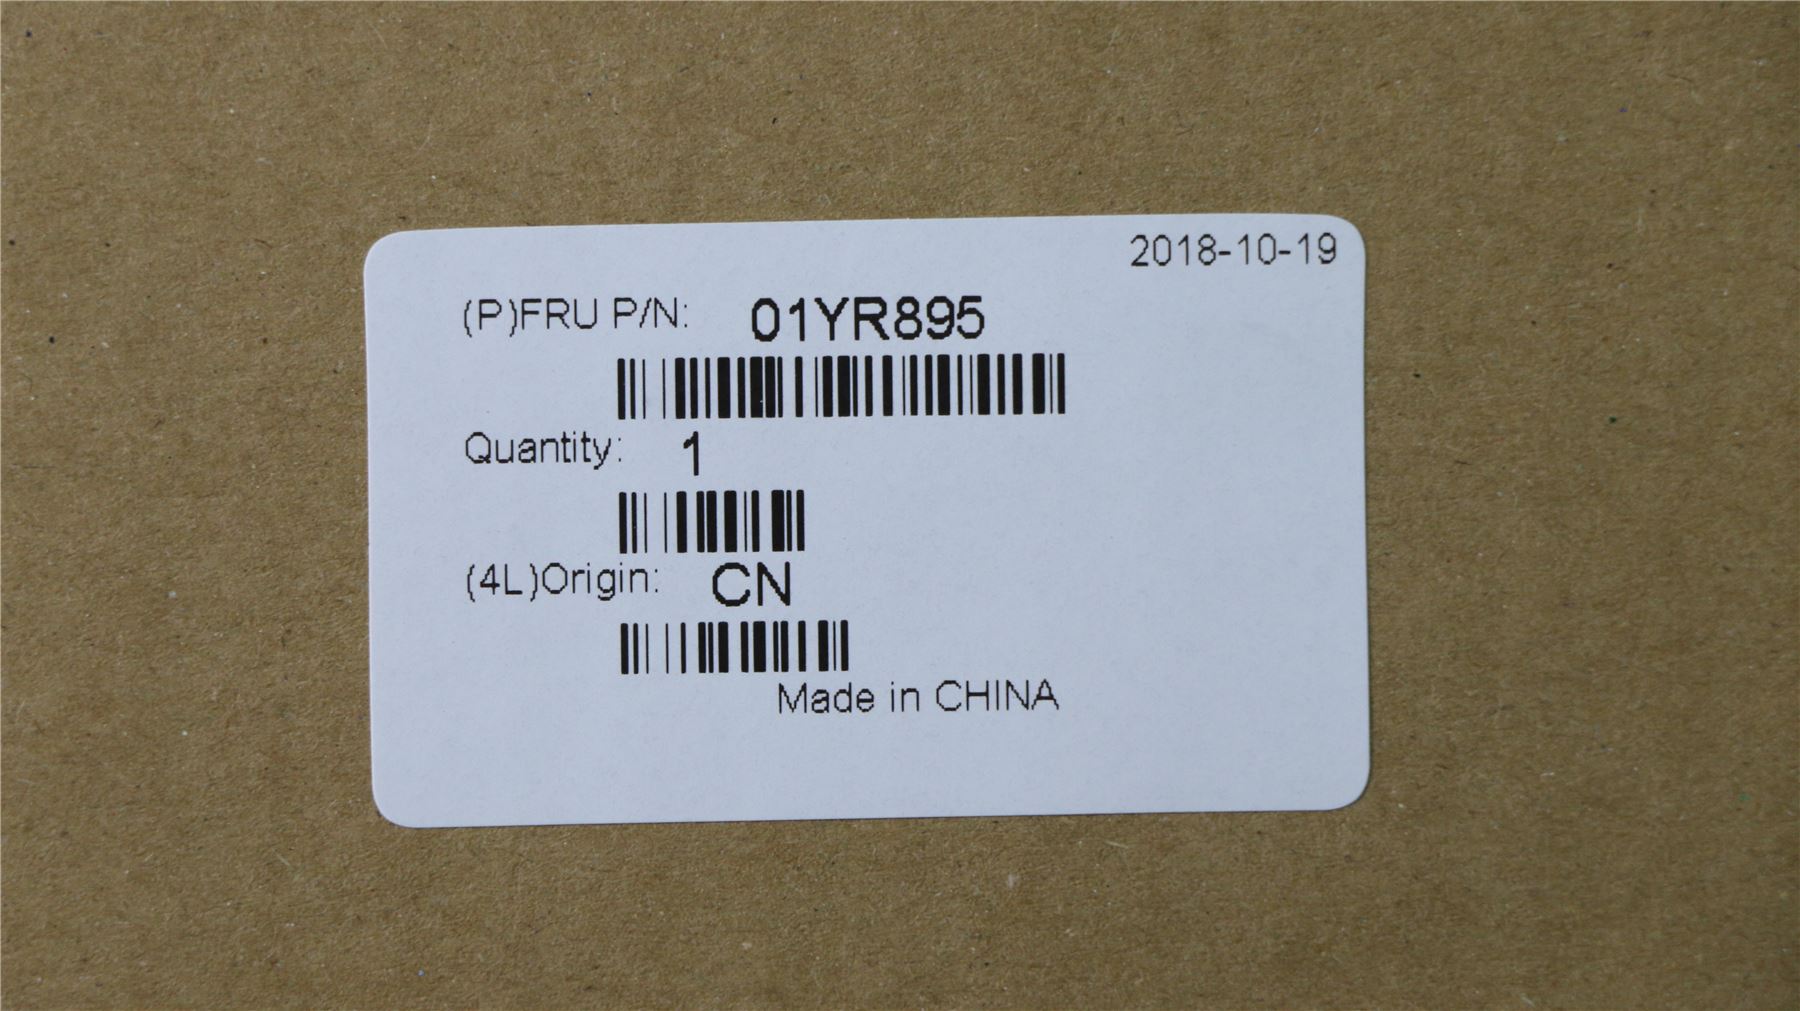 2018-10-19
(P)FRU P/N: 01YR895
Quantity: 1
(4L)Origin: CN
Made in CHINA